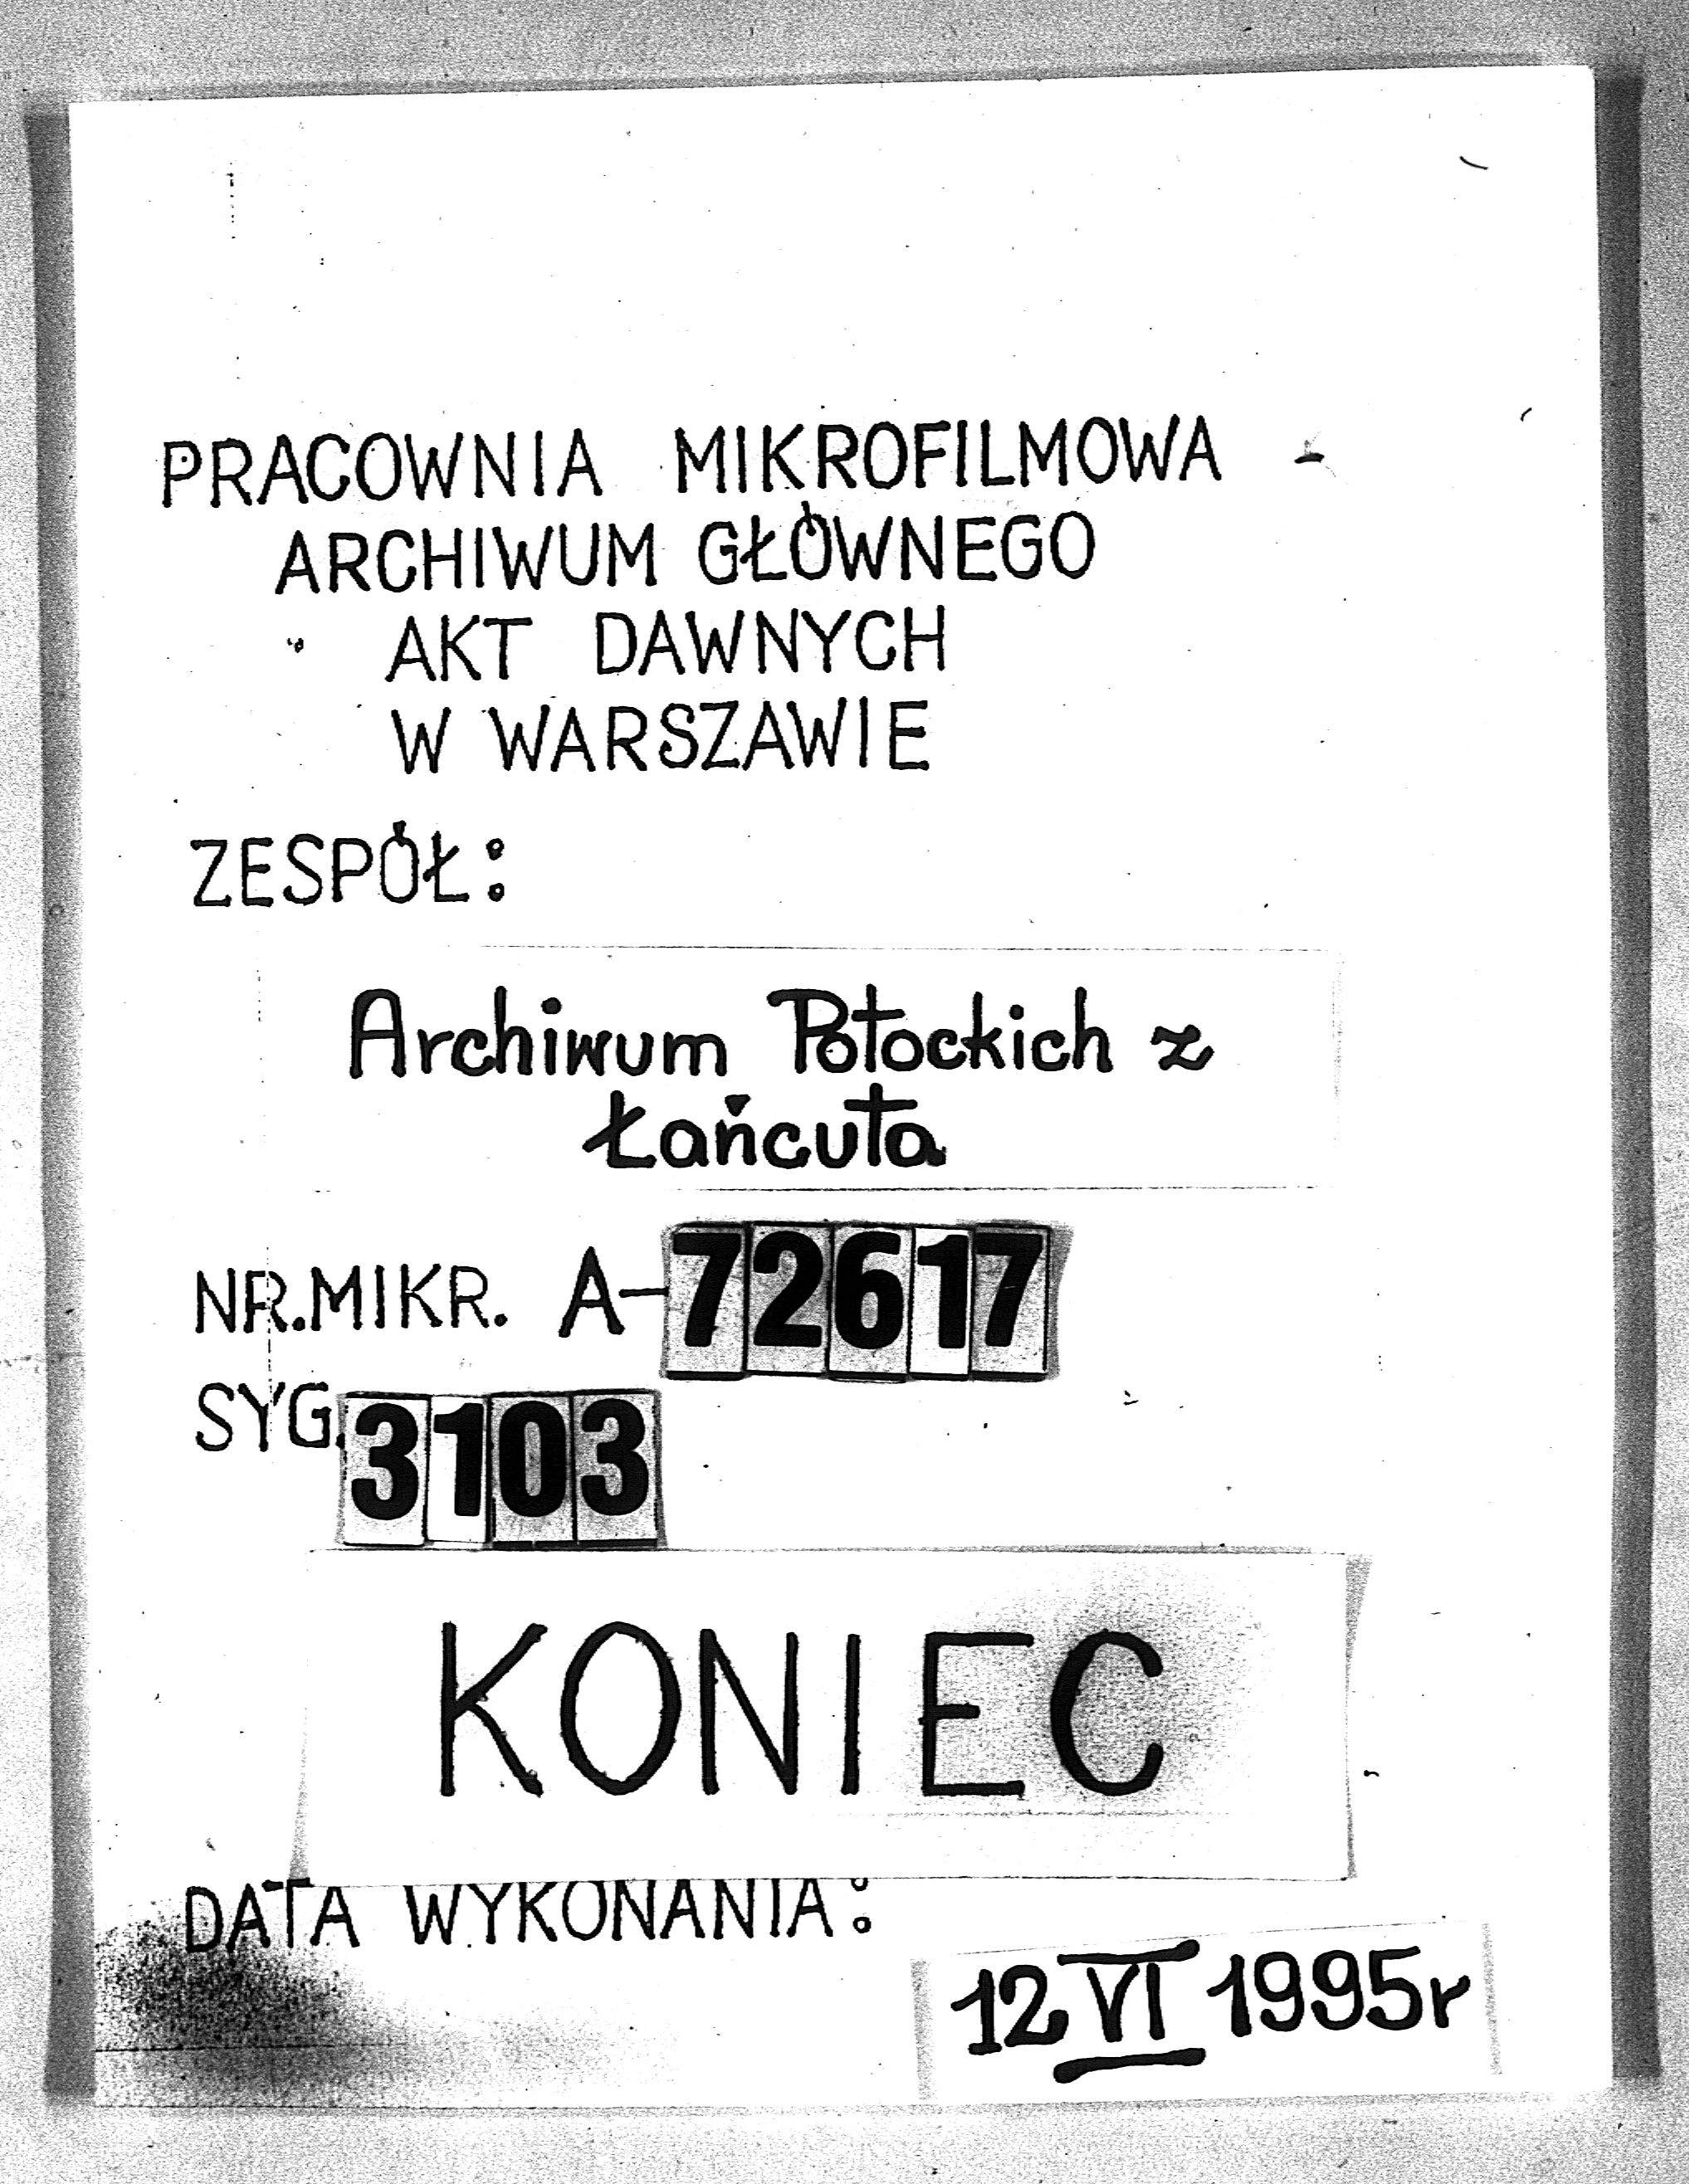 PRACOWNIA MIKROFILMOWA
ARCHIWUM GŁÓWNEGO
AKT DAWNYCH
W WARSZAWIE
ZESPÓŁ:
Archiwum Potockich z
Łańcuta
NR.MIKR. A-72617
SYG.3103
KONIEC
DATA WYKONANIA:
12 VI 1995r